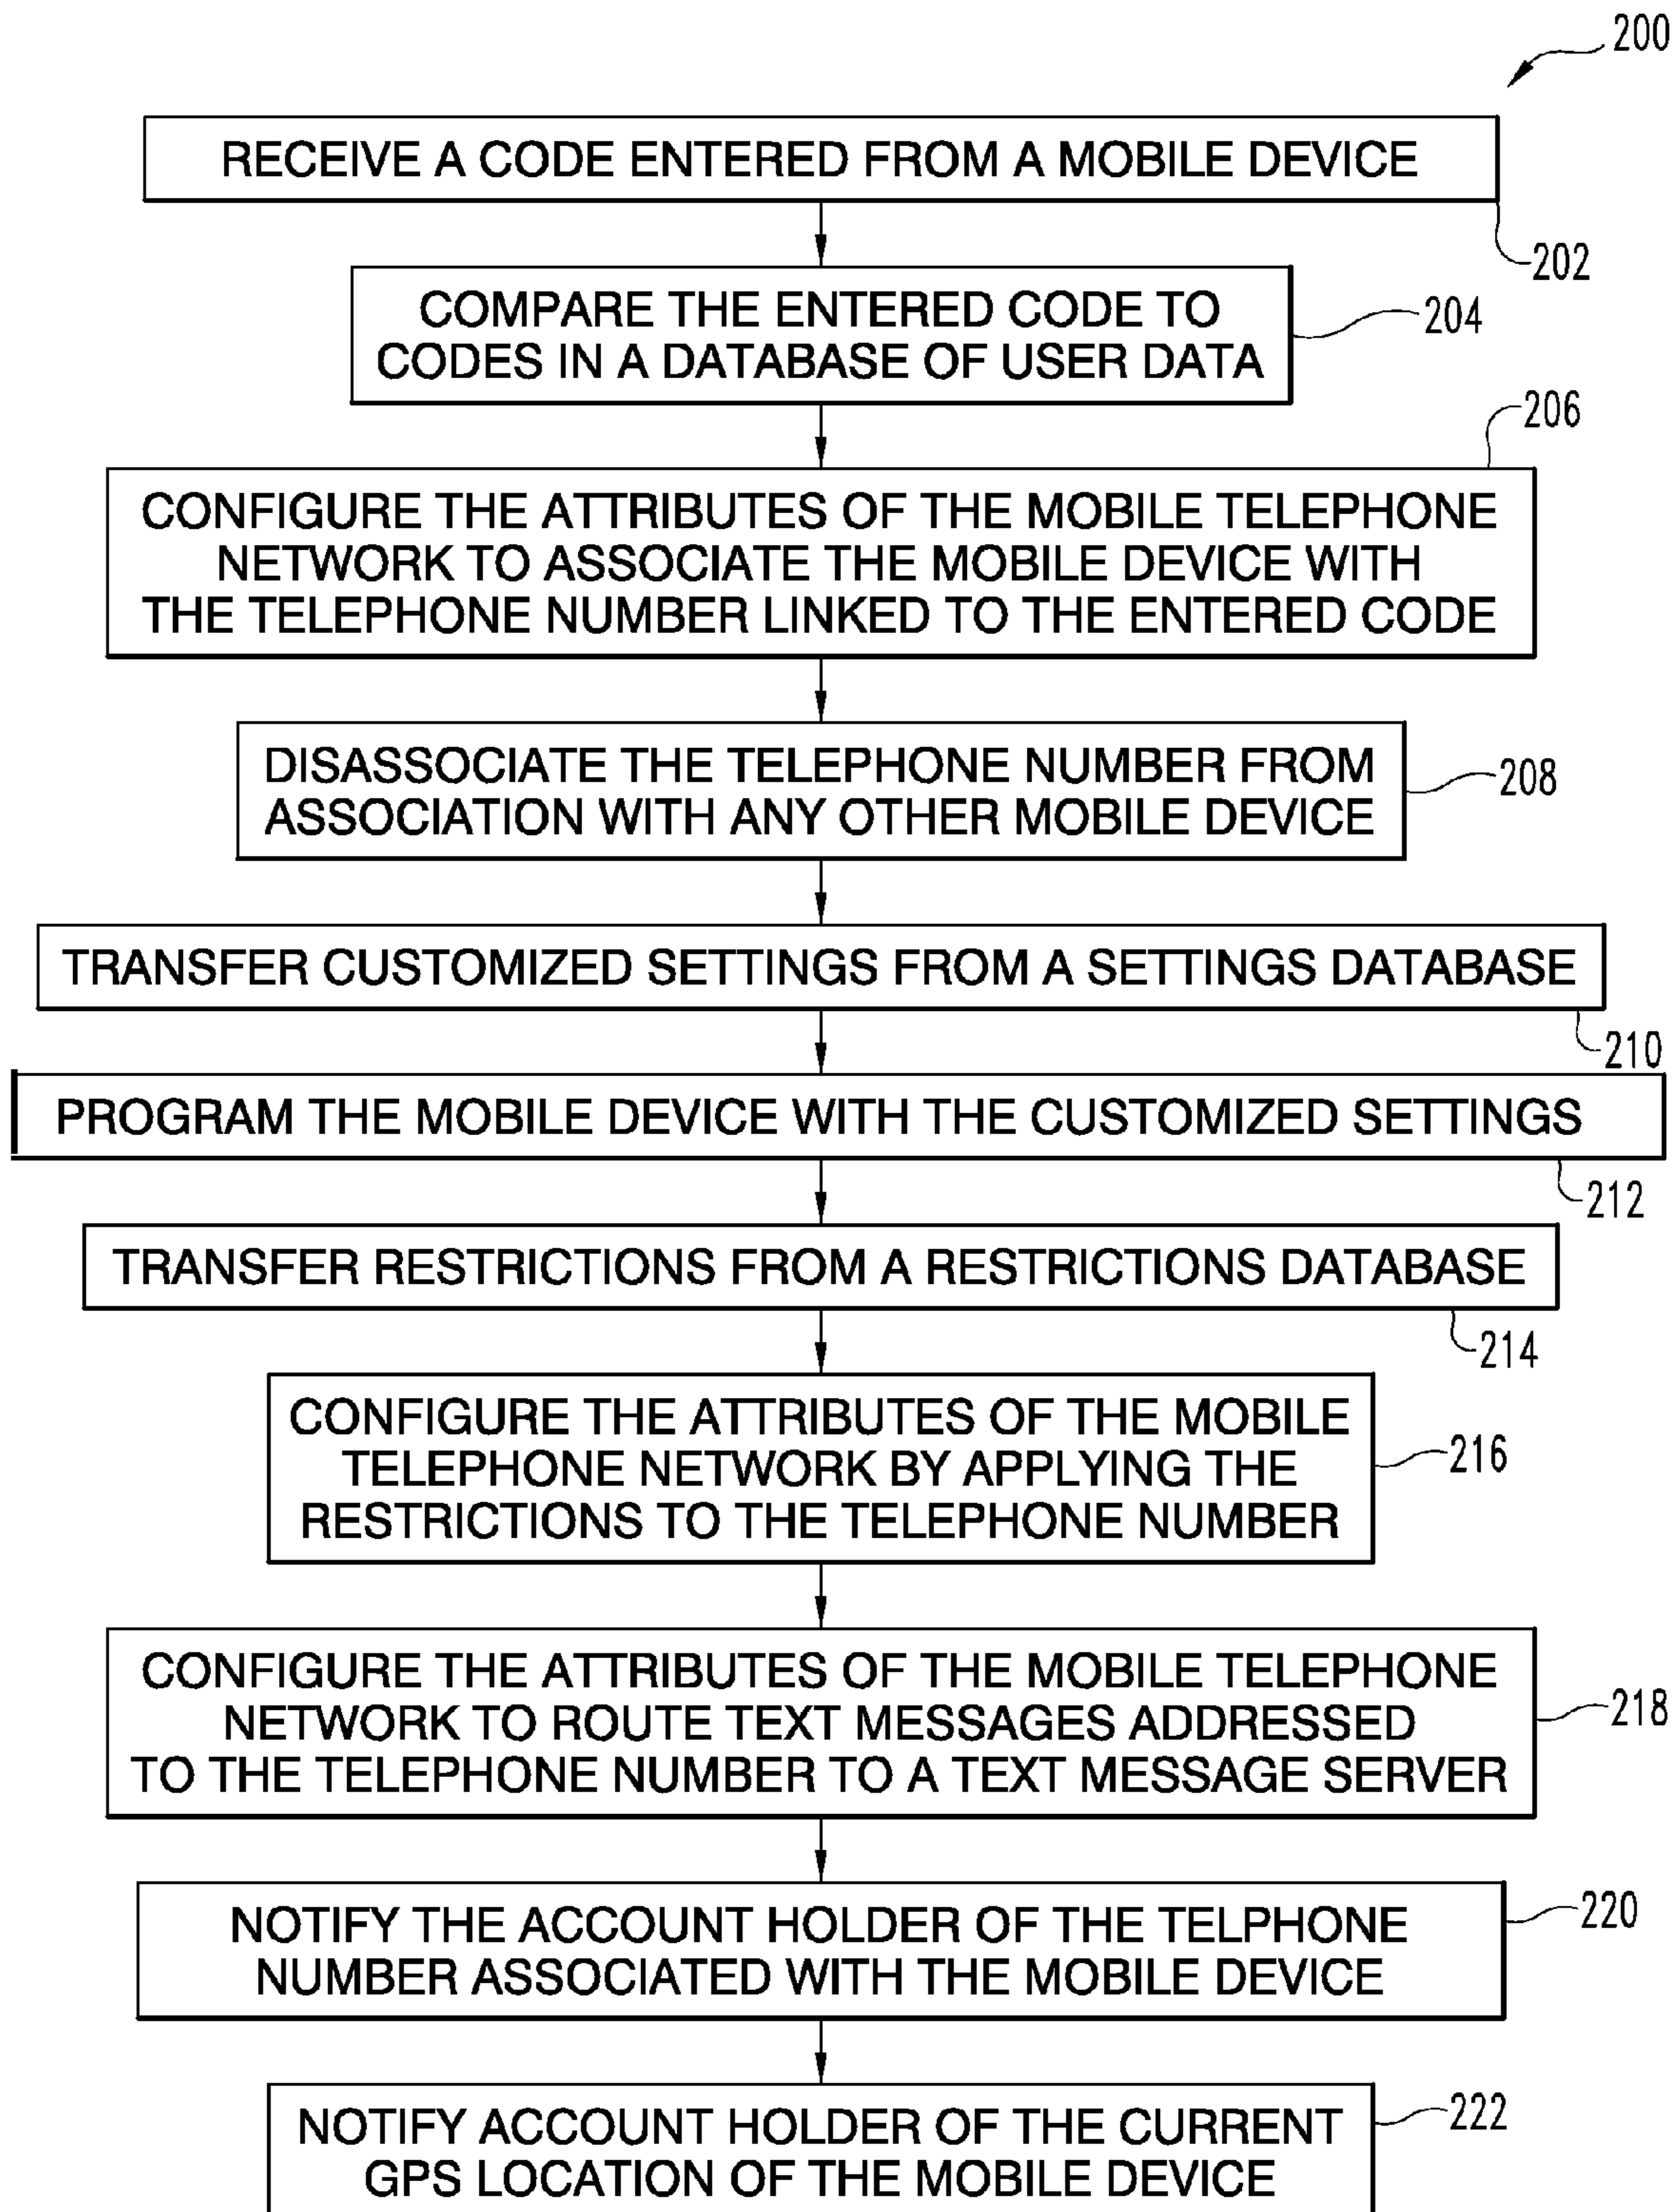 200
RECEIVE A CODE ENTERED FROM A MOBILE DEVICE
202
COMPARE THE ENTERED CODE TO
CODES IN A DATABASE OF USER DATA
204
206
CONFIGURE THE ATTRIBUTES OF THE MOBILE TELEPHONE
NETWORK TO ASSOCIATE THE MOBILE DEVICE WITH
THE TELEPHONE NUMBER LINKED TO THE ENTERED CODE
DISASSOCIATE THE TELEPHONE NUMBER FROM
ASSOCIATION WITH ANY OTHER MOBILE DEVICE
208
TRANSFER CUSTOMIZED SETTINGS FROM A SETTINGS DATABASE
210
PROGRAM THE MOBILE DEVICE WITH THE CUSTOMIZED SETTINGS
212
TRANSFER RESTRICTIONS FROM A RESTRICTIONS DATABASE
214
CONFIGURE THE ATTRIBUTES OF THE MOBILE
TELEPHONE NETWORK BY APPLYING THE
RESTRICTIONS TO THE TELEPHONE NUMBER
216
CONFIGURE THE ATTRIBUTES OF THE MOBILE TELEPHONE
NETWORK TO ROUTE TEXT MESSAGES ADDRESSED
TO THE TELEPHONE NUMBER TO A TEXT MESSAGE SERVER
218
NOTIFY THE ACCOUNT HOLDER OF THE TELPHONE
NUMBER ASSOCIATED WITH THE MOBILE DEVICE
220
NOTIFY ACCOUNT HOLDER OF THE CURRENT
GPS LOCATION OF THE MOBILE DEVICE
222